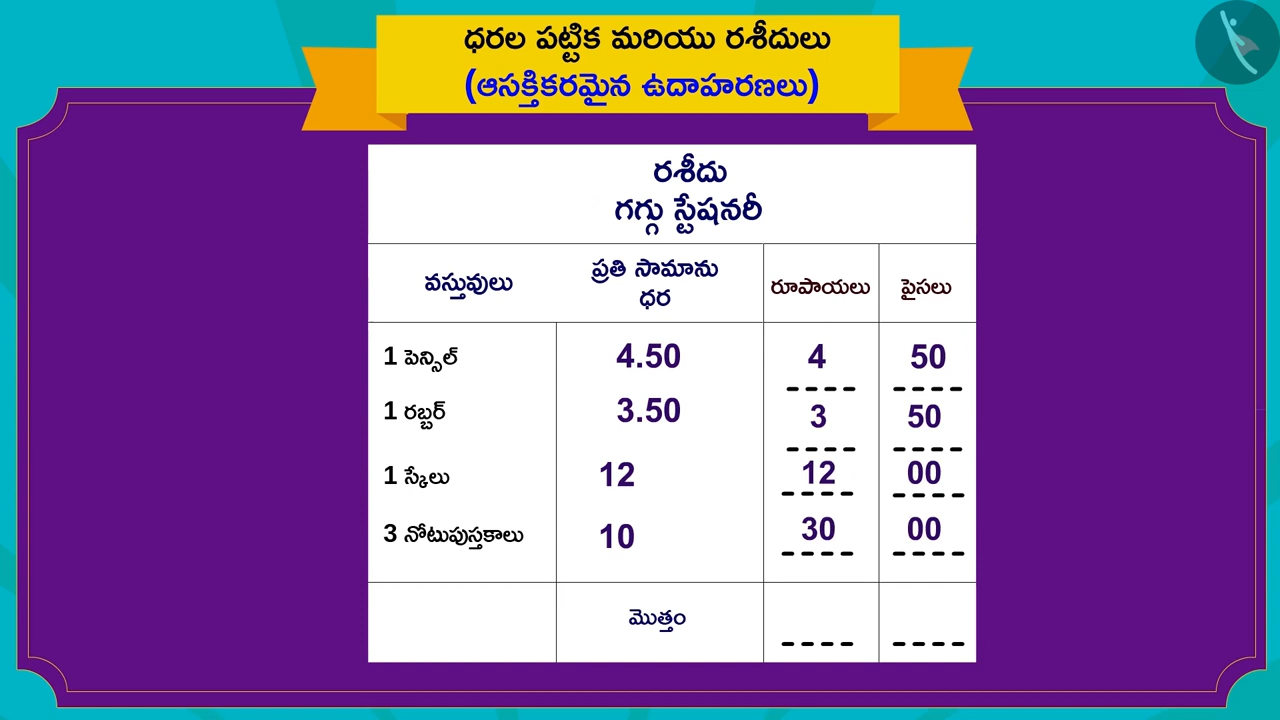 ధరల పట్టిక మరియు రశీదులు
(ఆసక్తికరమైన ఉదాహరణలు)
రశీదు
గగ్గు స్టేషనరీ
వస్తువులు ప్రతి సామాను ధర రూపాయలు పైసలు
1 పెన్సిల్ 4.50 4 50
1 రబ్బర్ 3.50 3 50
1 స్కేలు 12 12 00
3 నోటుపుస్తకాలు 10 30 00
మొత్తం